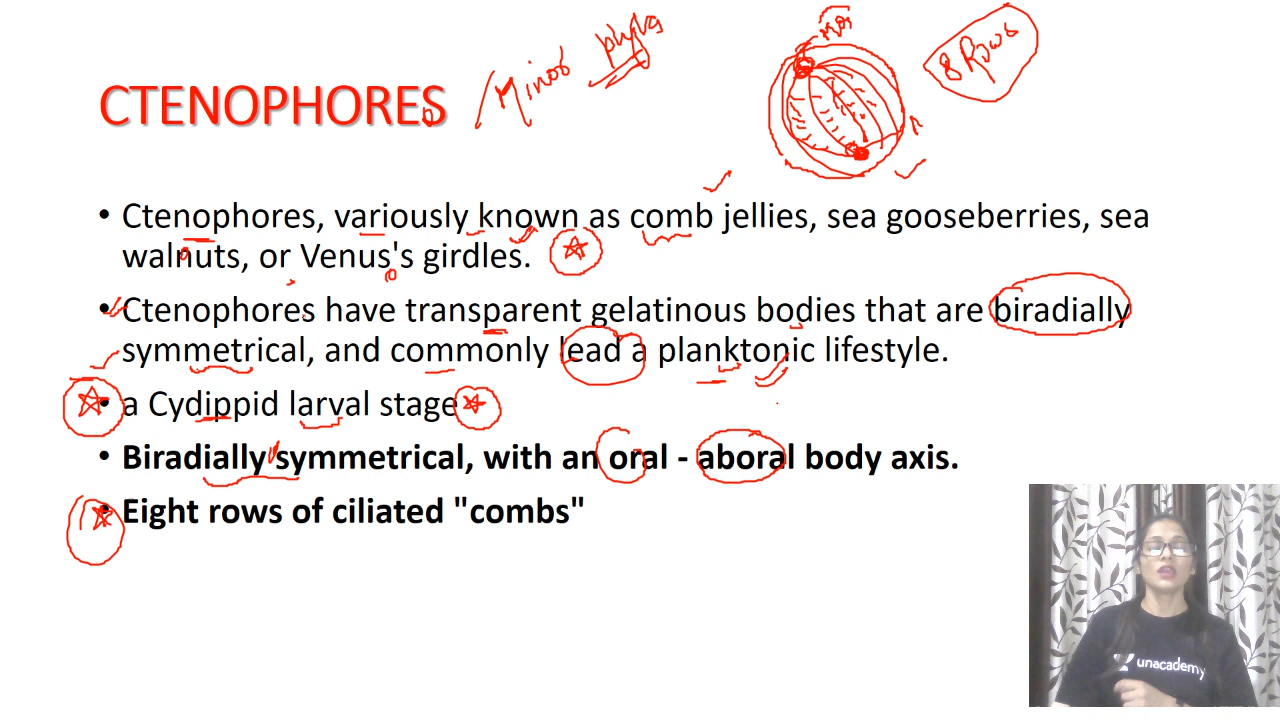 CTENOPHORES
Minor phyla
8 Rows
• Ctenophores, variously known as comb jellies, sea gooseberries, sea
walnuts, or Venus's girdles.
• Ctenophores have transparent gelatinous bodies that are biradially
symmetrical, and commonly lead a planktonic lifestyle.
• a Cydippid larval stage
• Biradially symmetrical, with an oral - aboral body axis.
• Eight rows of ciliated "combs"
unacademy